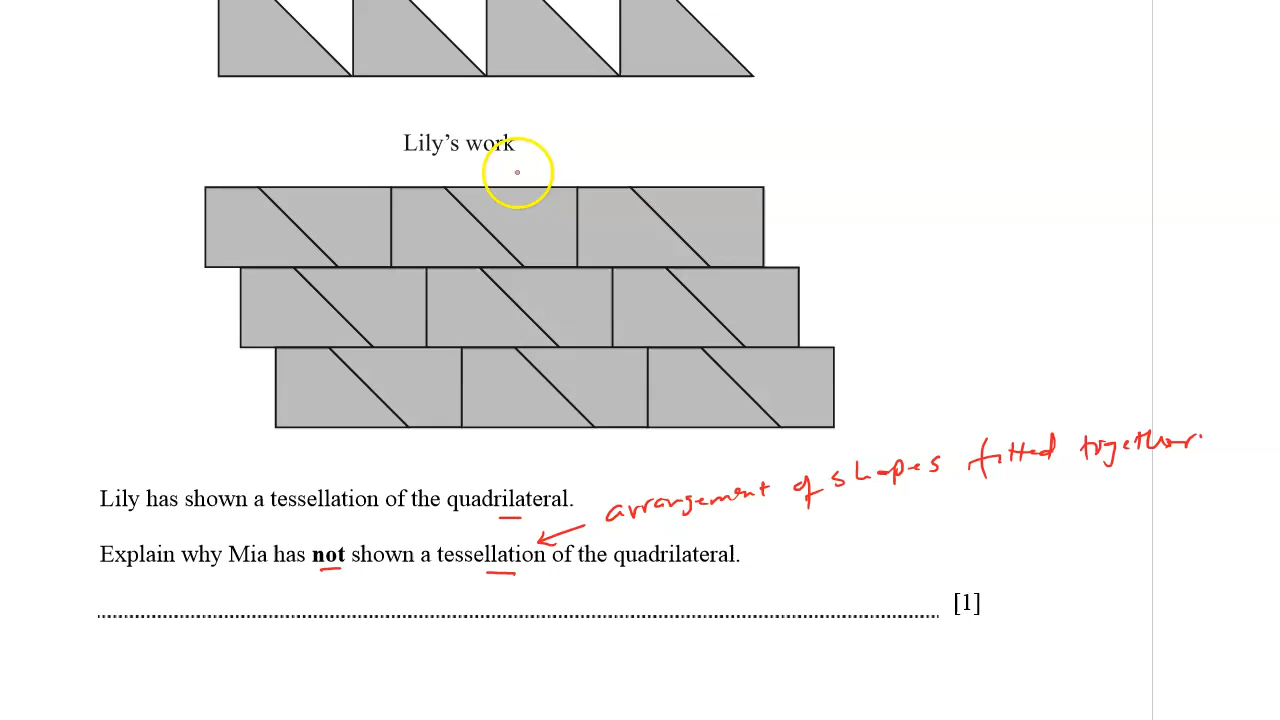 Lily's work
arrangement of shapes fitted together.
Lily has shown a tessellation of the quadrilateral.
Explain why Mia has not shown a tessellation of the quadrilateral.
[1]